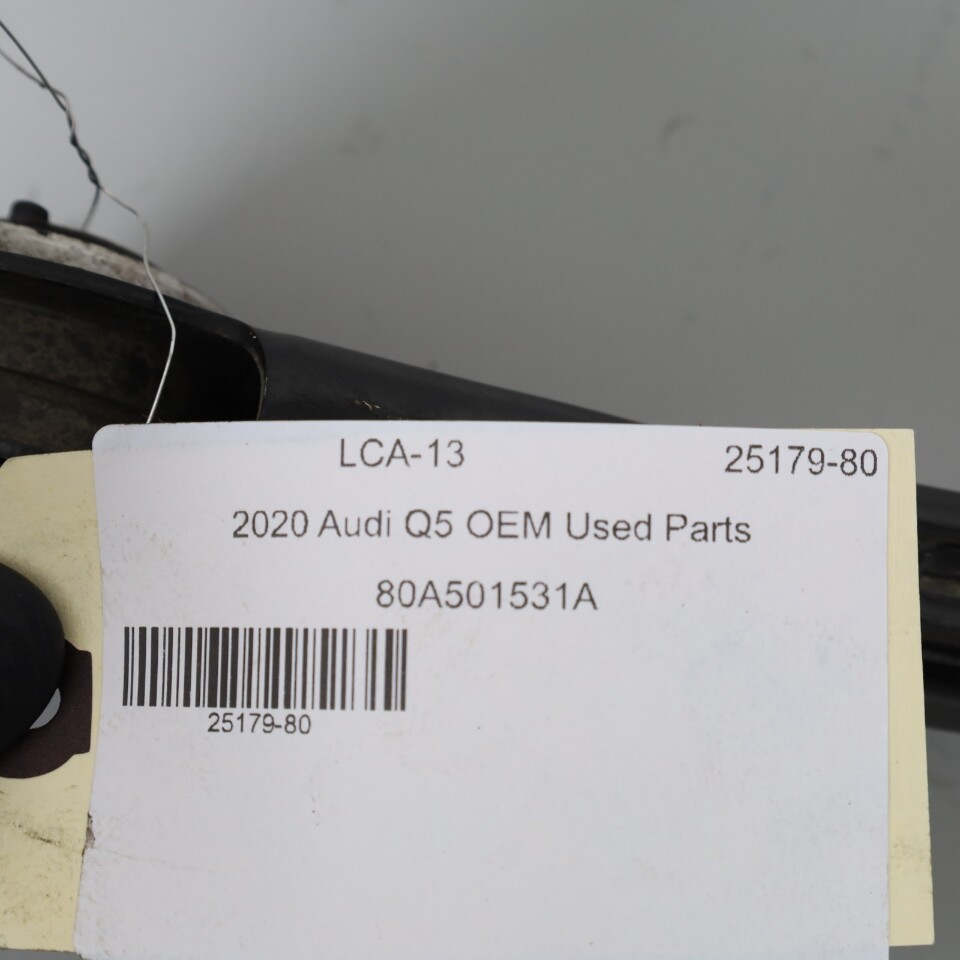 LCA-13 25179-80
2020 Audi Q5 OEM Used Parts
80A501531A
25179-80